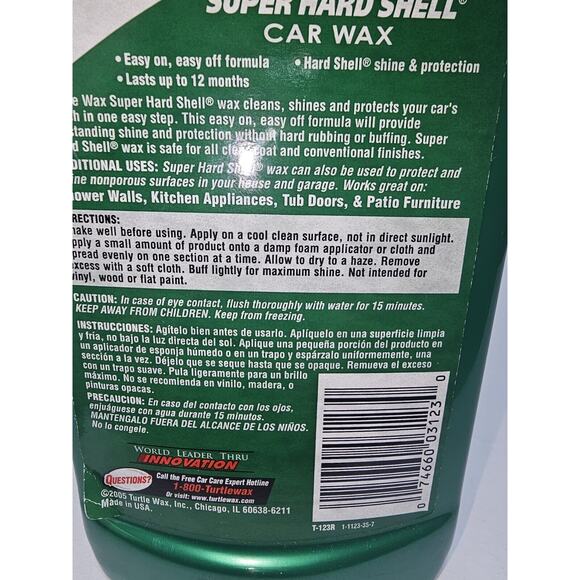 SUPER HARD SHELL®
CAR WAX
• Easy on, easy off formula • Hard Shell® shine & protection
• Lasts up to 12 months
e Wax Super Hard Shell® wax cleans, shines and protects your car's
h in one easy step. This easy on, easy off formula will provide
standing shine and protection without hard rubbing or buffing. Super
d Shell® wax is safe for all clear coat and conventional finishes.
DITIONAL USES: Super Hard Shell® wax can also be used to protect and
ine nonporous surfaces in your house and garage. Works great on:
ower Walls, Kitchen Appliances, Tub Doors, & Patio Furniture
RECTIONS:
hake well before using. Apply on a cool clean surface, not in direct sunlight.
pply a small amount of product onto a damp foam applicator or cloth and
pread evenly on one section at a time. Allow to dry to a haze. Remove
xcess with a soft cloth. Buff lightly for maximum shine. Not intended for
vinyl, wood or flat paint.
CAUTION: In case of eye contact, flush thoroughly with water for 15 minutes.
KEEP AWAY FROM CHILDREN. Keep from freezing.
INSTRUCCIONES: Agítelo bien antes de usarlo. Aplíquelo en una superficie limpia
y fría, no bajo la luz directa del sol. Aplique una pequeña porción del producto en
un aplicador de esponja húmedo o en un trapo y espárzalo uniformemente, una
sección a la vez. Déjelo que se seque hasta que se opaque. Remueva el exceso
con un trapo suave. Pula ligeramente para un brillo
máximo. No se recomienda en vinilo, madera, o
pinturas opacas.
PRECAUCION: En caso del contacto con los ojos,
enjuáguese con agua durante 15 minutos.
MANTENGALO FUERA DEL ALCANCE DE LOS NIÑOS.
No lo congele.
WORLD LEADER THRU
INNOVATION
QUESTIONS?
Call the Free Car Care Expert Hotline
1-800-Turtlewax
Or visit: www.turtlewax.com
©2005 Turtle Wax, Inc., Chicago, IL 60638-6211
Made in USA.
0 74660 03123 0
T-123R 1-1123-35-7